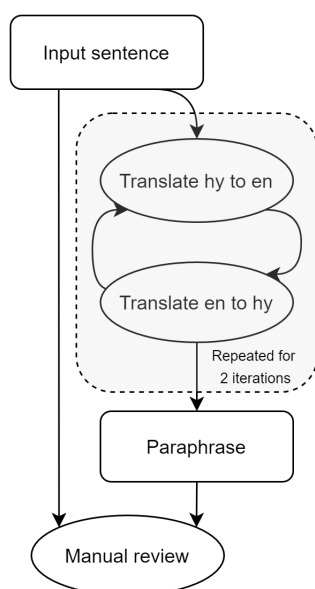 Input sentence
Translate hy to en
Translate en to hy
Repeated for
2 iterations
Paraphrase
Manual review